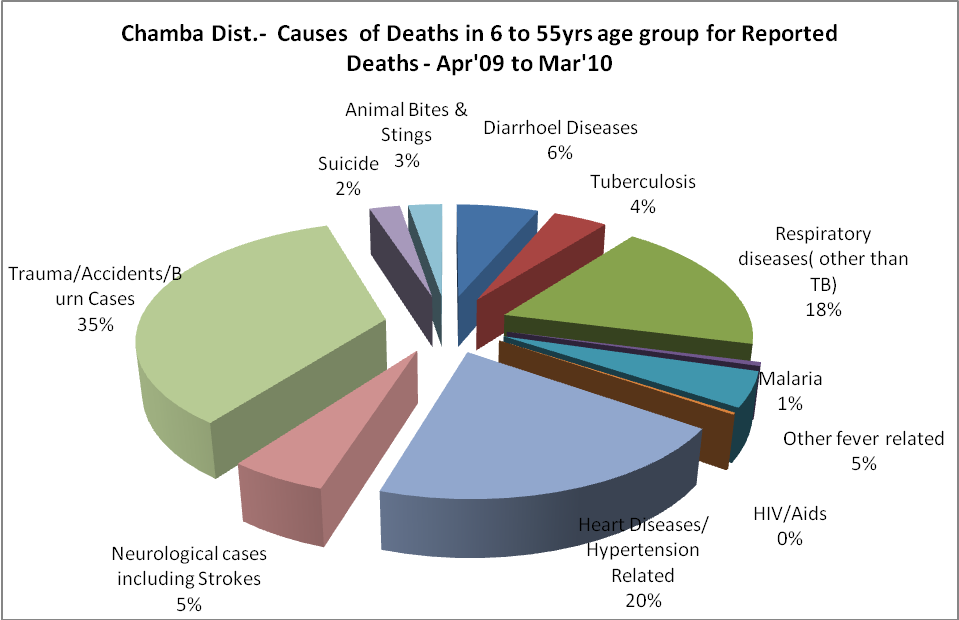 Chamba Dist.- Causes of Deaths in 6 to 55yrs age group for Reported
Deaths - Apr'09 to Mar'10
Animal Bites &
Stings
3%
Diarrhoel Diseases
6%
Suicide
2%
Tuberculosis
4%
Respiratory
diseases( other than
TB)
18%
Trauma/Accidents/B
urn Cases
35%
Malaria
1%
Other fever related
5%
HIV/Aids
0%
Heart Diseases/
Hypertension
Related
20%
Neurological cases
including Strokes
5%